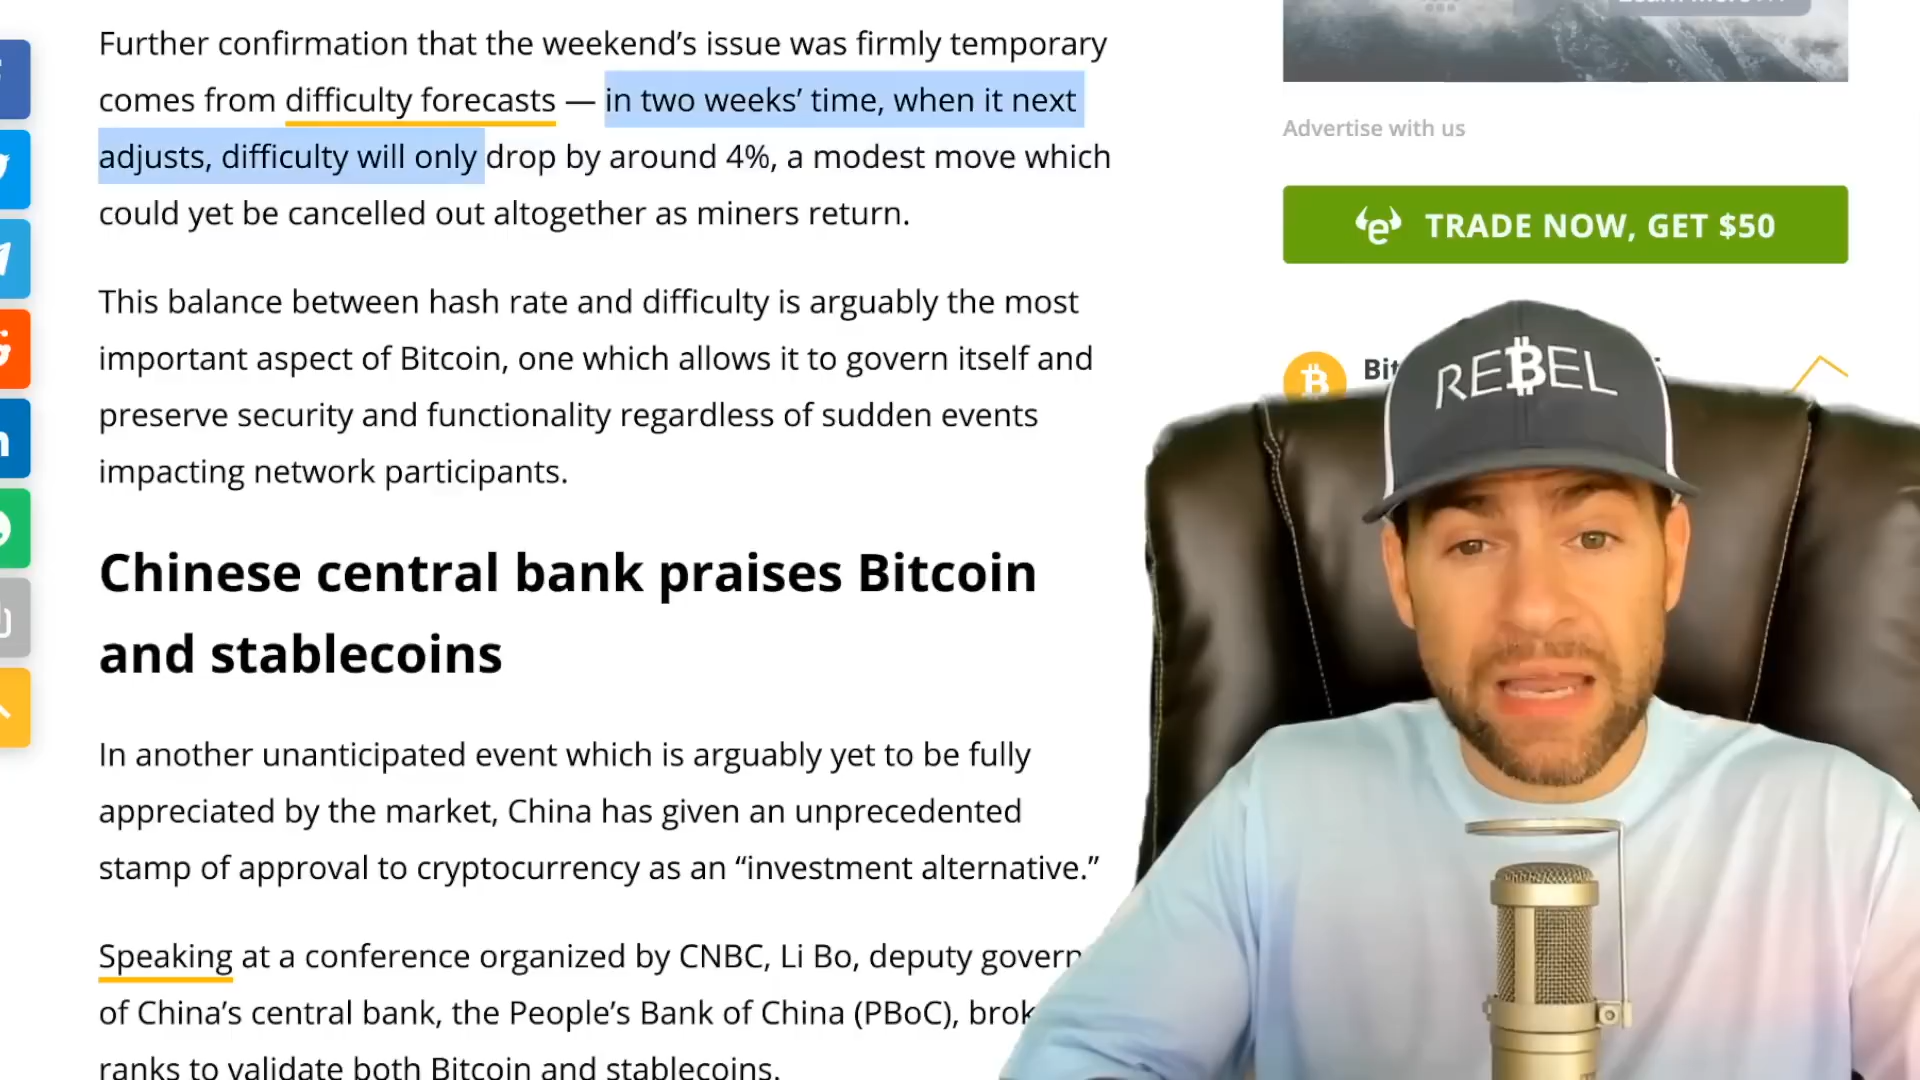 Further confirmation that the weekend’s issue was firmly temporary
comes from difficulty forecasts — in two weeks’ time, when it next
adjusts, difficulty will only drop by around 4%, a modest move which
could yet be cancelled out altogether as miners return.
This balance between hash rate and difficulty is arguably the most
important aspect of Bitcoin, one which allows it to govern itself and
preserve security and functionality regardless of sudden events
impacting network participants.
Chinese central bank praises Bitcoin
and stablecoins
In another unanticipated event which is arguably yet to be fully
appreciated by the market, China has given an unprecedented
stamp of approval to cryptocurrency as an “investment alternative.”
Speaking at a conference organized by CNBC, Li Bo, deputy govern
of China’s central bank, the People’s Bank of China (PBoC), brok
ranks to validate both Bitcoin and stablecoins.
Advertise with us
TRADE NOW, GET $50
Bit
REBEL